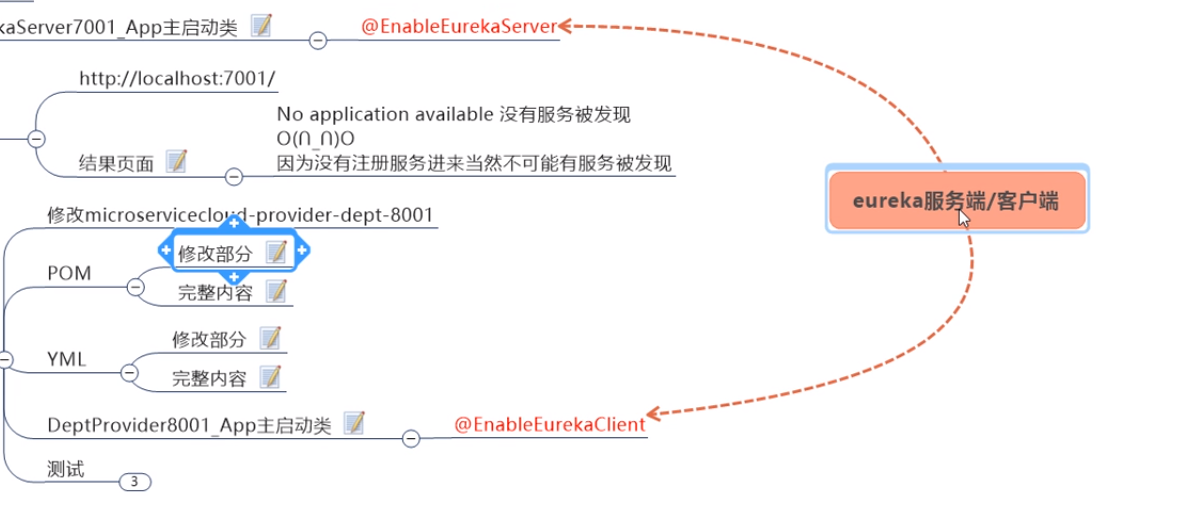 kaServer7001_App主启动类
@EnableEurekaServer
http://localhost:7001/
No application available 没有服务被发现
O(∩_∩)O
因为没有注册服务进来当然不可能有服务被发现
结果页面
eureka服务端/客户端
修改microservicecloud-provider-dept-8001
修改部分
POM
完整内容
修改部分
YML
完整内容
DeptProvider8001_App主启动类
@EnableEurekaClient
测试
3